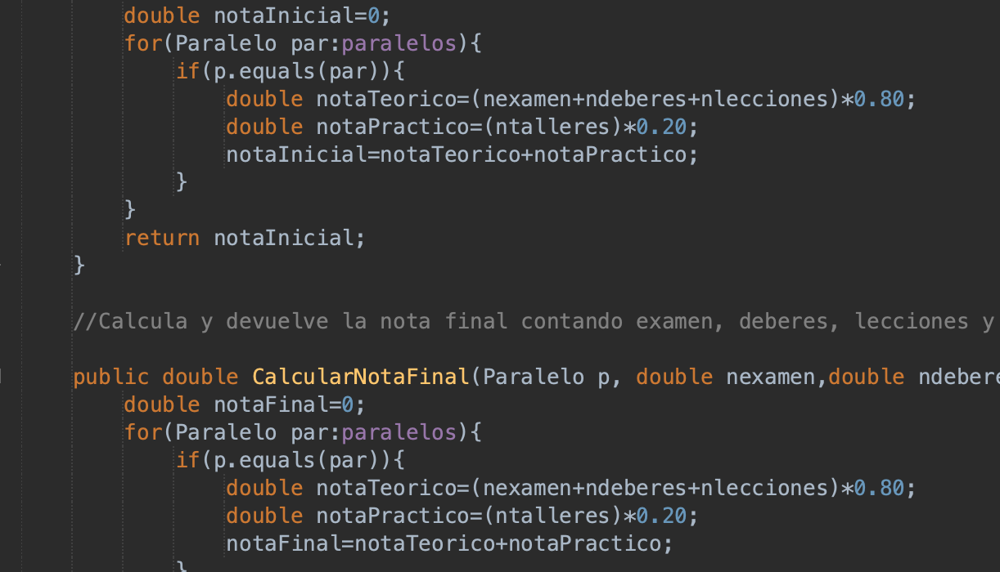 double notaInicial=0;
for(Paralelo par:paralelos){
if(p.equals(par)){
double notaTeorico=(nexamen+ndeberes+nlecciones)*0.80;
double notaPractico=(ntalleres)*0.20;
notaInicial=notaTeorico+notaPractico;
}
}
return notaInicial;
}
//Calcula y devuelve la nota final contando examen, deberes, lecciones y
public double CalcularNotaFinal(Paralelo p, double nexamen,double ndebere
double notaFinal=0;
for(Paralelo par:paralelos){
if(p.equals(par)){
double notaTeorico=(nexamen+ndeberes+nlecciones)*0.80;
double notaPractico=(ntalleres)*0.20;
notaFinal=notaTeorico+notaPractico;
}